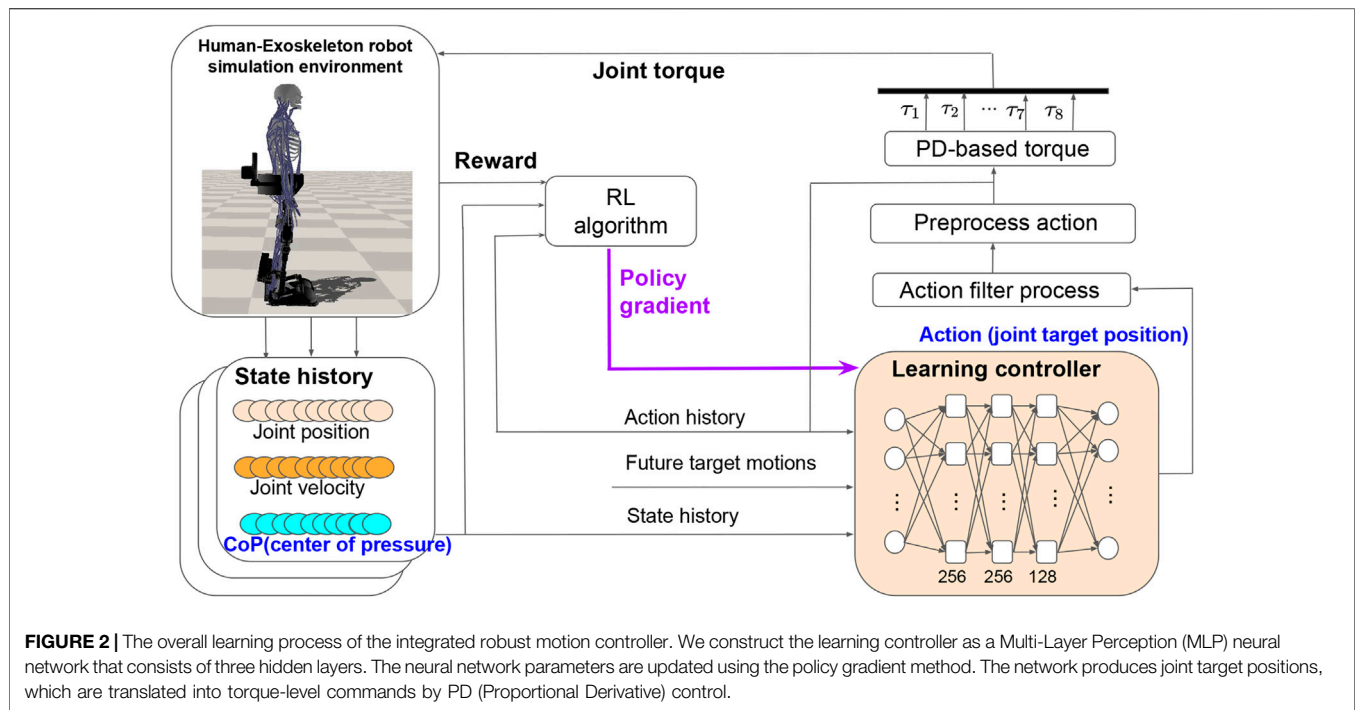 Human-Exoskeleton robot
simulation environment
Joint torque
τ1 τ2 ... τ7 τ8
PD-based torque
Reward
RL
algorithm
Preprocess action
Policy
gradient
Action filter process
Action (joint target position)
State history
Joint position
Joint velocity
CoP(center of pressure)
Learning controller
Action history
Future target motions
State history
256 256 128
FIGURE 2 | The overall learning process of the integrated robust motion controller. We construct the learning controller as a Multi-Layer Perception (MLP) neural
network that consists of three hidden layers. The neural network parameters are updated using the policy gradient method. The network produces joint target positions,
which are translated into torque-level commands by PD (Proportional Derivative) control.